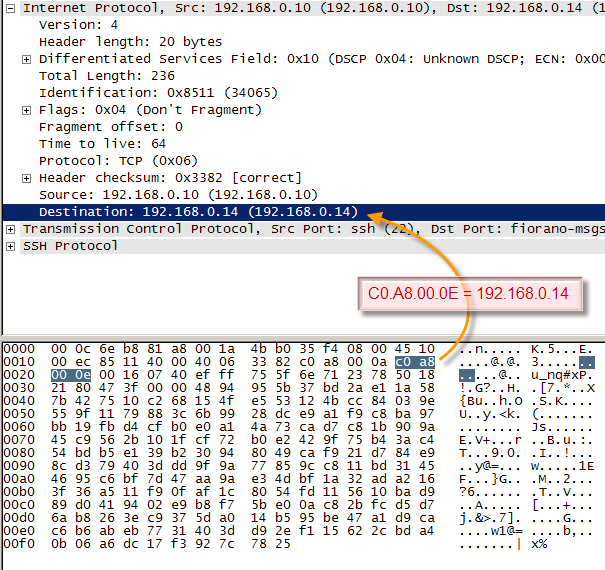 Internet Protocol, Src: 192.168.0.10 (192.168.0.10), Dst: 192.168.0.14 (1
Version: 4
Header length: 20 bytes
Differentiated Services Field: 0x10 (DSCP 0x04: Unknown DSCP; ECN: 0x00
Total Length: 236
Identification: 0x8511 (34065)
Flags: 0x04 (Don't Fragment)
Fragment offset: 0
Time to live: 64
Protocol: TCP (0x06)
Header checksum: 0x3382 [correct]
Source: 192.168.0.10 (192.168.0.10)
Destination: 192.168.0.14 (192.168.0.14)
Transmission Control Protocol, Src Port: ssh (22), Dst Port: fiorano-msgs
SSH Protocol
C0.A8.00.0E = 192.168.0.14
0000 00 0c 6e b8 81 a8 00 1a 4b b0 35 f4 08 00 45 10 ..n..... K.5...E.
0010 00 ec 85 11 40 00 40 06 33 82 c0 a8 00 0a c0 a8 ....@.@. 3.......
0020 00 0e 00 16 07 40 ef ff 75 5f 6e 71 23 78 50 18 .....@.. u_nq#xP.
0030 21 80 47 3f 00 00 48 94 95 5b 37 bd 2a e1 1a 58 !.G?..H. .[7.*..X
0040 7b 42 75 10 c2 68 15 4f e5 53 12 4b cc 84 03 9e {Bu..h.O .S.K....
0050 55 9f 11 79 88 3c 6b 99 28 dc e9 a1 f9 c8 ba 97 U..y.<k. (.......
0060 bb 19 fb d4 cf b0 e0 a1 4a 73 ca d7 c8 1b 90 9a ........ Js......
0070 45 c9 56 2b 10 1f cf 72 b0 e2 42 9f 75 b4 3a c4 E.V+...r ..B.u.:.
0080 54 bd b5 e1 39 b2 30 94 80 49 ca f9 21 d7 84 e9 T...9.0. .I..!...
0090 8c d3 79 40 3d dd 9f 9a 77 85 9c c8 11 bd 31 45 ..y@=... w.....1E
00a0 46 95 c6 bf 7d 47 aa 9a e3 4d bf 1a 32 ad a2 16 F...}G.. .M..2...
00b0 3f 36 a5 11 f9 0f af 1c 80 54 fd 11 56 10 ba d9 ?6...... .T..V...
00c0 89 d0 41 94 02 e9 b8 f7 5b e0 0a c8 2b fc d5 d7 ..A..... [...+...
00d0 6a b8 26 3e c9 37 5d a0 14 b5 95 be 47 a1 d9 ca j.&>.7]. ....G...
00e0 c6 b6 ab eb 77 31 40 3d d9 2e f1 15 62 2c bd a4 ....w1@= ....b,..
00f0 0b 06 a6 dc 17 f3 92 7c 78 25 .......| x%